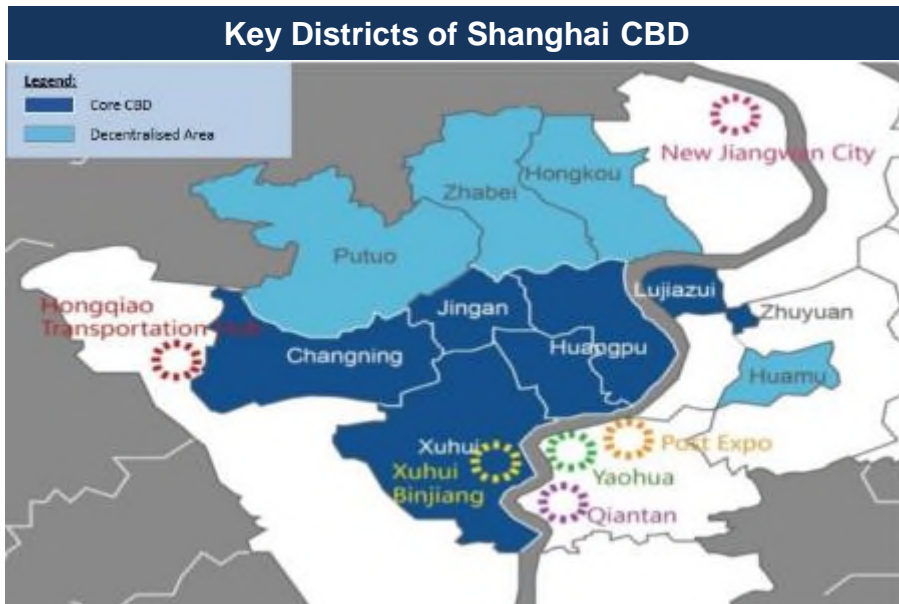 Key Districts of Shanghai CBD
Legend:
Core CBD
Decentralised Area
New Jiangwan City
Hongkou
Zhabei
Putuo
Lujiazui
Hongqiao
Transportation Hub
Jingan
Zhuyuan
Changning
Huangpu
Huamu
Xuhui
Xuhui
Binjiang
Post Expo
Yaohua
Qiantan